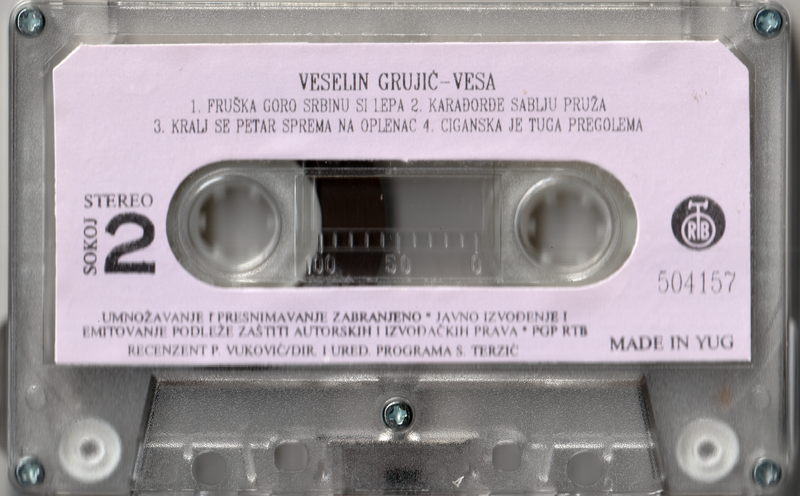 VESELIN GRUJIĆ-VESA
1. FRUŠKA GORO SRBINU SI LEPA 2. KARAĐORĐE SABLJU PRUŽA
3. KRALJ SE PETAR SPREMA NA OPLENAC 4. CIGANSKA JE TUGA PREGOLEMA
STEREO
SOKOJ
2
100 50 0
RTB
504157
UMNOŽAVANJE I PRESNIMAVANJE ZABRANJENO * JAVNO IZVOĐENJE I
EMITOVANJE PODLEŽE ZAŠTITI AUTORSKIH I IZVOĐAČKIH PRAVA * PGP RTB
RECENZENT P. VUKOVIĆ/DIR. I URED. PROGRAMA S. TERZIĆ
MADE IN YUG